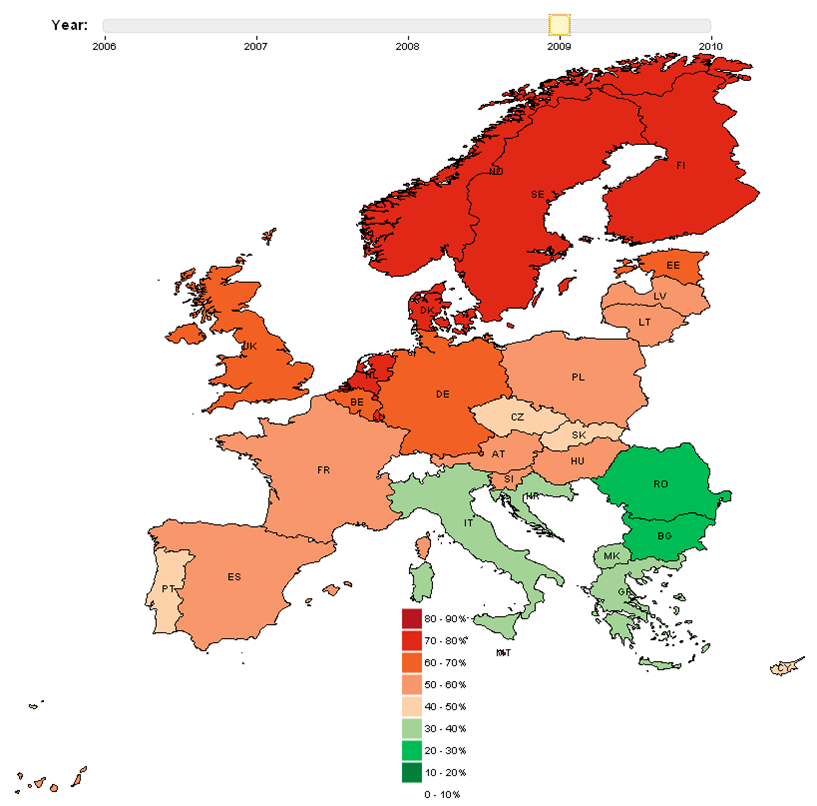 Year:
2006 2007 2008 2009 2010
NO
SE
FI
EE
LV
LT
DK
UK
NL
BE
DE
PL
CZ
SK
AT
HU
SI
FR
HR
RO
IT
BG
MK
ES
PT
GR
CY
80 - 90%
70 - 80%
60 - 70%
50 - 60%
40 - 50%
30 - 40%
20 - 30%
10 - 20%
0 - 10%